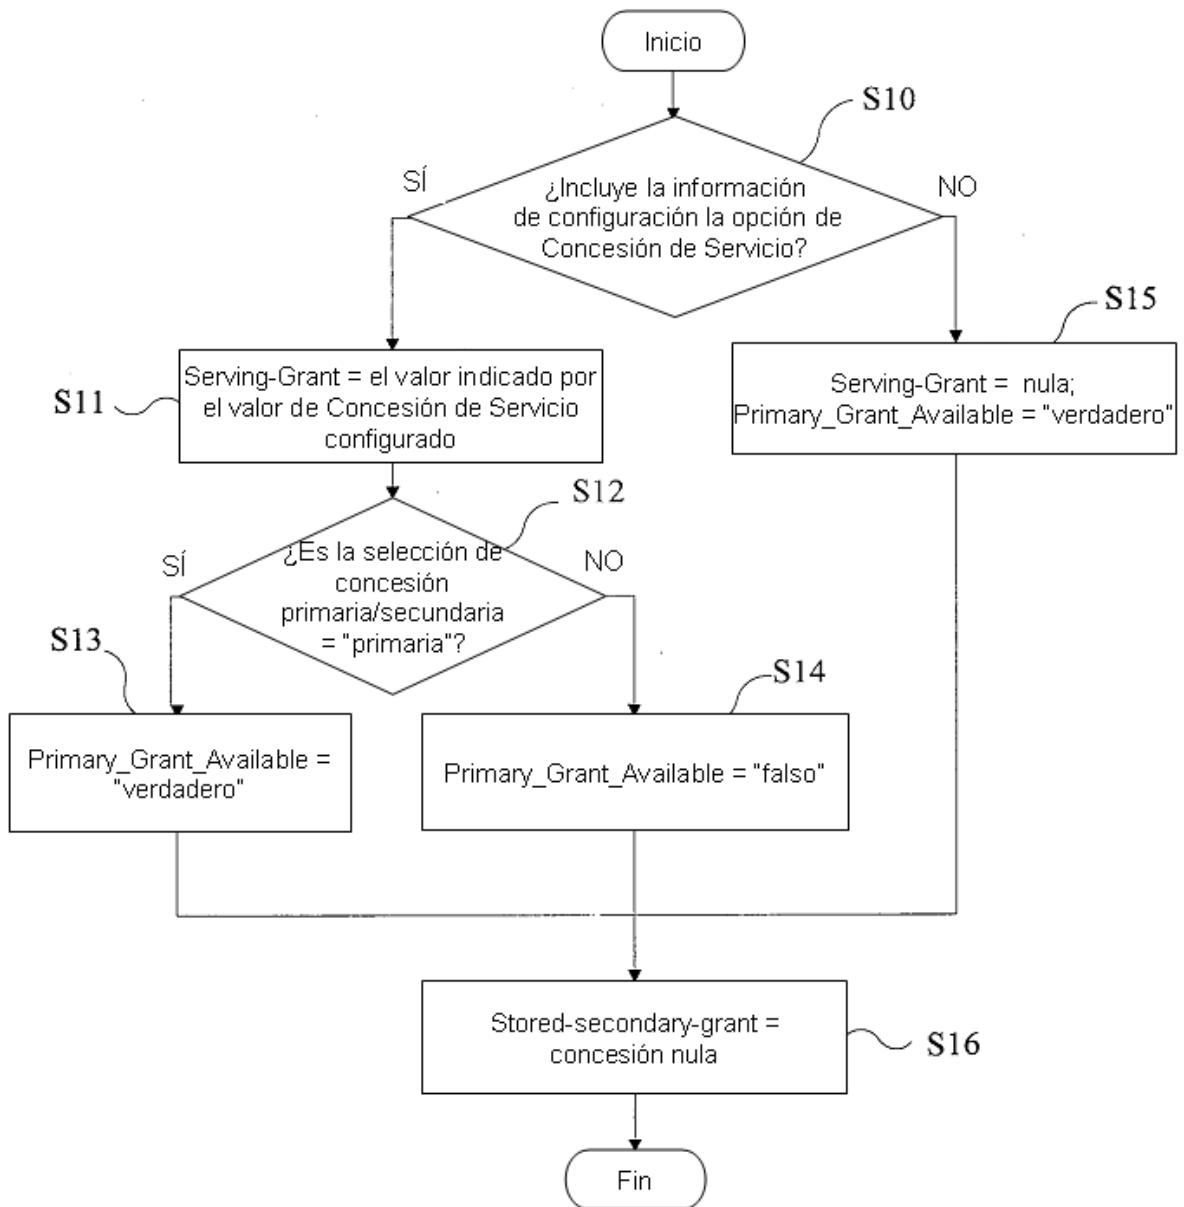 Inicio
S10
SÍ
¿Incluye la información
de configuración la opción de
Concesión de Servicio?
NO
S15
S11
Serving-Grant = el valor indicado por
el valor de Concesión de Servicio
configurado
Serving-Grant = nula;
Primary_Grant_Available = "verdadero"
S12
SÍ
¿Es la selección de
concesión
primaria/secundaria
= "primaria"?
NO
S13
S14
Primary_Grant_Available =
"verdadero"
Primary_Grant_Available = "falso"
Stored-secondary-grant =
concesión nula
S16
Fin